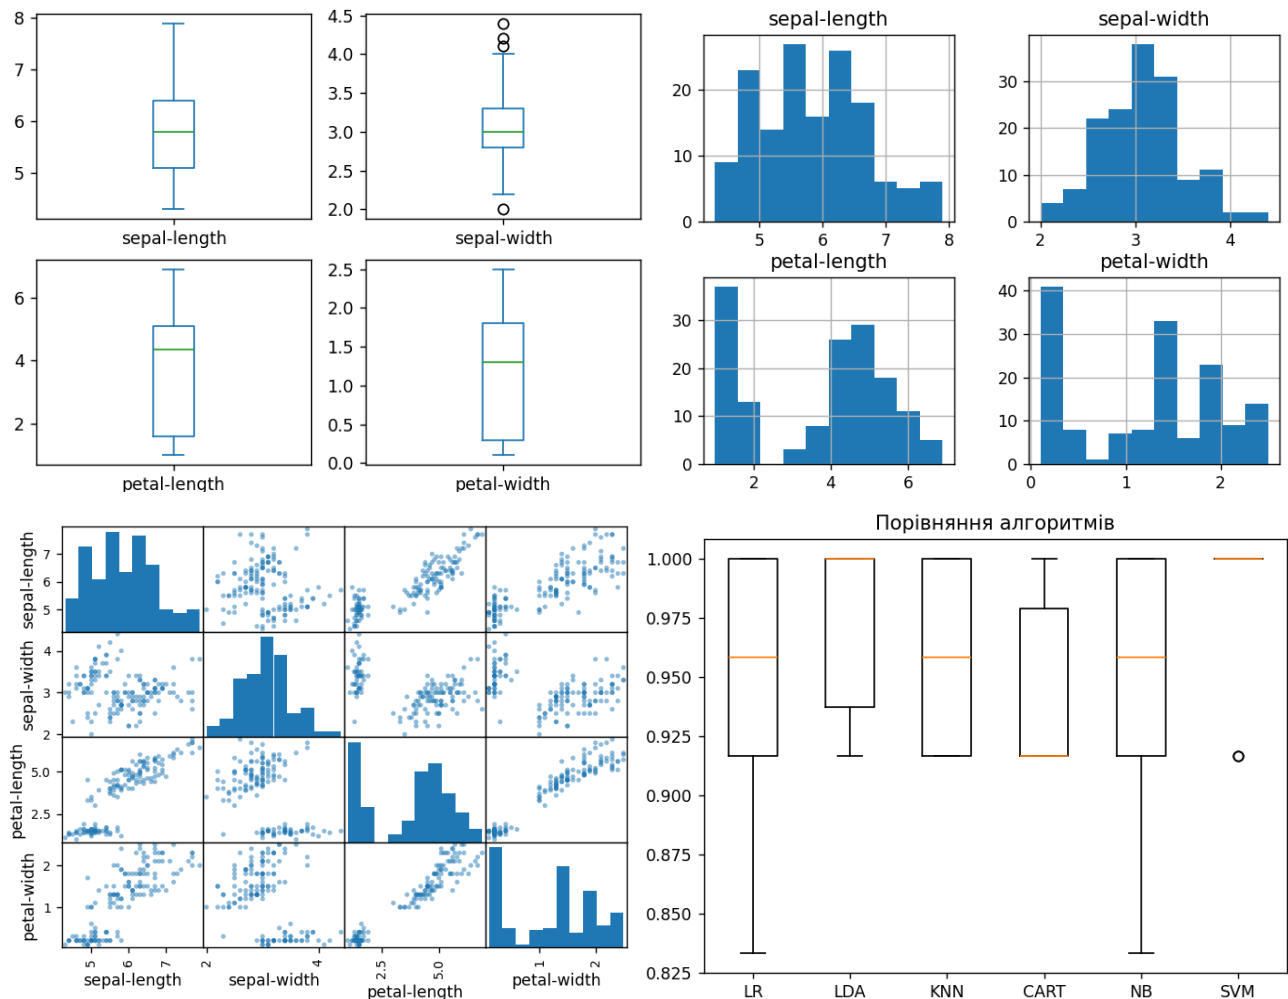 8
7
6
5
sepal-length
4.5
4.0
3.5
3.0
2.5
2.0
sepal-width
6
4
2
petal-length
2.5
2.0
1.5
1.0
0.5
0.0
petal-width
sepal-length
20
10
0
5 6 7 8
sepal-width
30
20
10
0
2 3 4
petal-length
30
20
10
0
2 4 6
petal-width
40
30
20
10
0
0 1 2
sepal-length
7
6
5
sepal-width
4
3
2
petal-length
5.0
2.5
petal-width
2
1
5 6 7
sepal-length
2 4
sepal-width
2.5 5.0
petal-length
1 2
petal-width
Порівняння алгоритмів
1.000
0.975
0.950
0.925
0.900
0.875
0.850
0.825
LR LDA KNN CART NB SVM